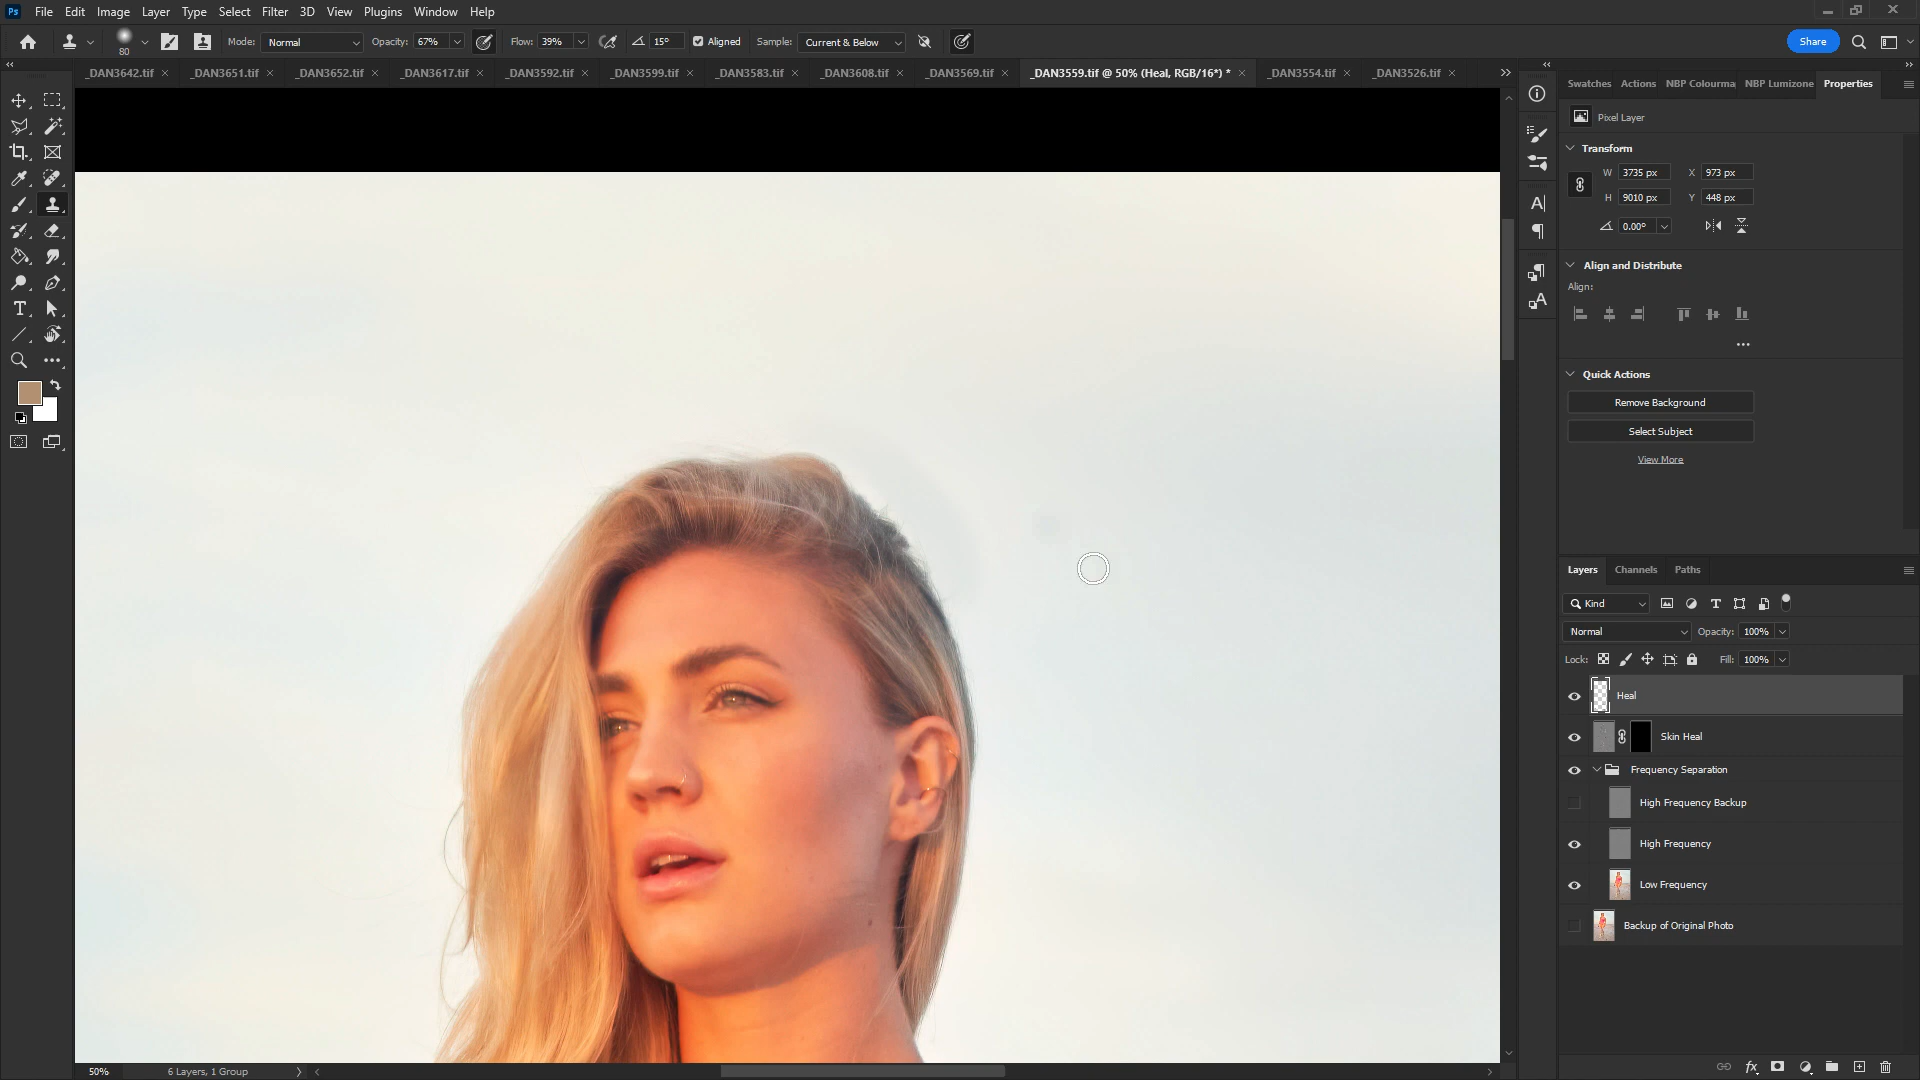 Ps File Edit Image Layer Type Select Filter 3D View Plugins Window Help
80 Mode: Normal Opacity: 67% Flow: 39% 15° Aligned Sample: Current & Below Share
_DAN3642.tif _DAN3651.tif _DAN3652.tif _DAN3617.tif _DAN3592.tif _DAN3599.tif _DAN3583.tif _DAN3608.tif _DAN3569.tif _DAN3559.tif @ 50% (Heal, RGB/16*) * _DAN3554.tif _DAN3526.tif
Swatches Actions NBP Colourma NBP Lumizone Properties
Pixel Layer
Transform
W 3735 px X 973 px
H 9010 px Y 448 px
0.00°
Align and Distribute
Align:
Quick Actions
Remove Background
Select Subject
View More
Layers Channels Paths
Kind
Normal Opacity: 100%
Lock: Fill: 100%
Heal
Skin Heal
Frequency Separation
High Frequency Backup
High Frequency
Low Frequency
Backup of Original Photo
50% 6 Layers, 1 Group